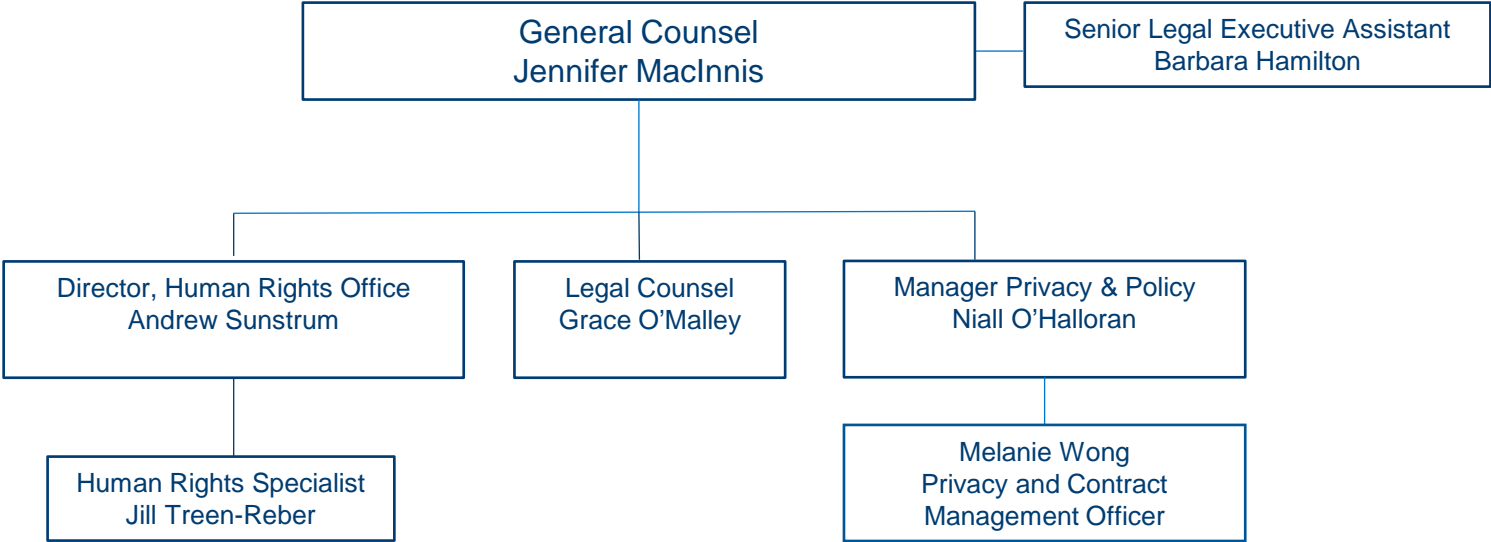 General Counsel
Jennifer MacInnis
Senior Legal Executive Assistant
Barbara Hamilton
Director, Human Rights Office
Andrew Sunstrum
Legal Counsel
Grace O’Malley
Manager Privacy & Policy
Niall O’Halloran
Human Rights Specialist
Jill Treen-Reber
Melanie Wong
Privacy and Contract
Management Officer